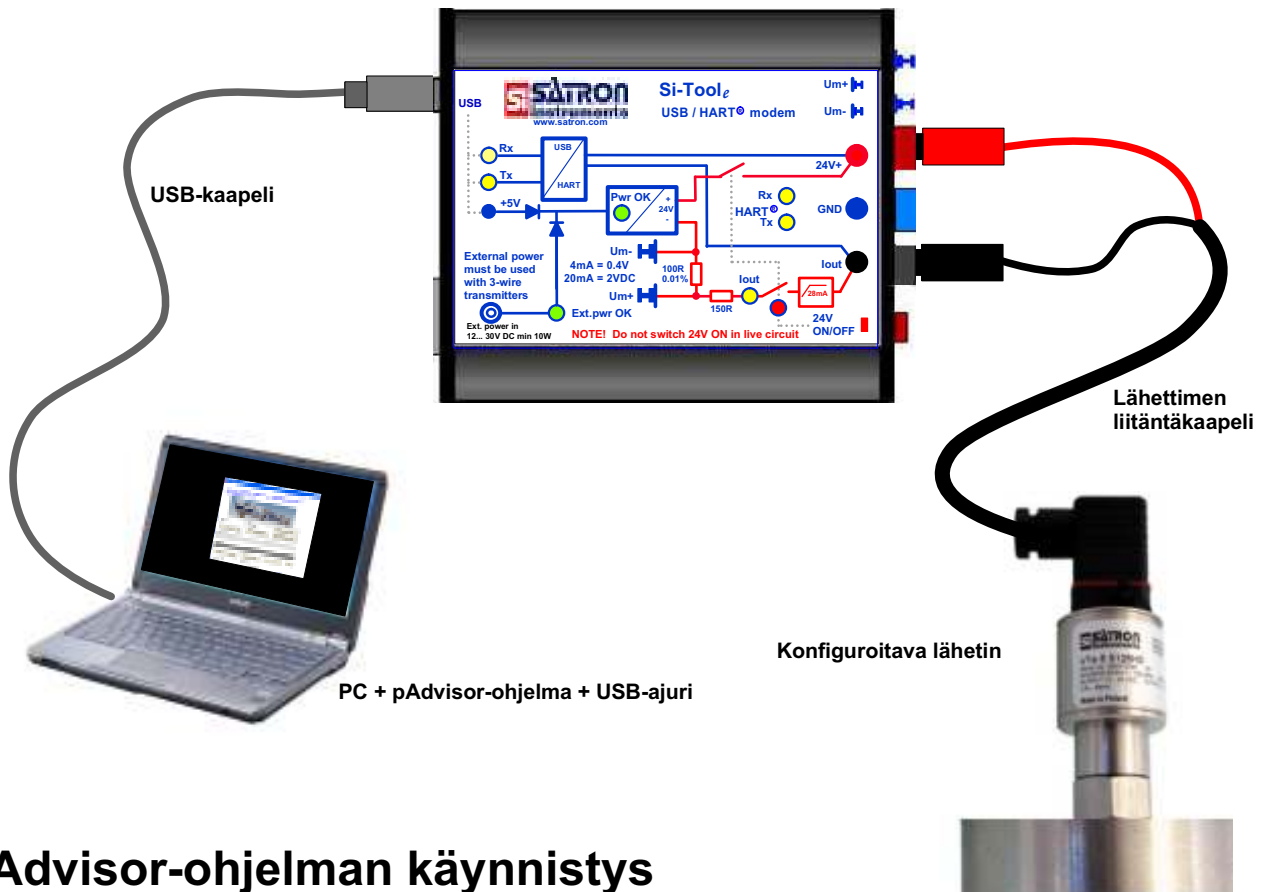 SATRON
instruments
www.satron.com
Si-Toole
USB / HART® modem
Um+
Um-
USB
Rx
Tx
+5V
USB
HART
Pwr OK
+
24V
-
24V+
Rx
HART®
Tx
GND
Iout
External power
must be used
with 3-wire
transmitters
Um-
4mA = 0.4V
20mA = 2VDC
Um+
100R
0.01%
150R
Iout
28mA
Ext.pwr OK
Ext. power in
12... 30V DC min 10W
NOTE! Do not switch 24V ON in live circuit
24V
ON/OFF
USB-kaapeli
Lähettimen
liitäntäkaapeli
Konfiguroitava lähetin
SATRON
PC + pAdvisor-ohjelma + USB-ajuri
Advisor-ohjelman käynnistys